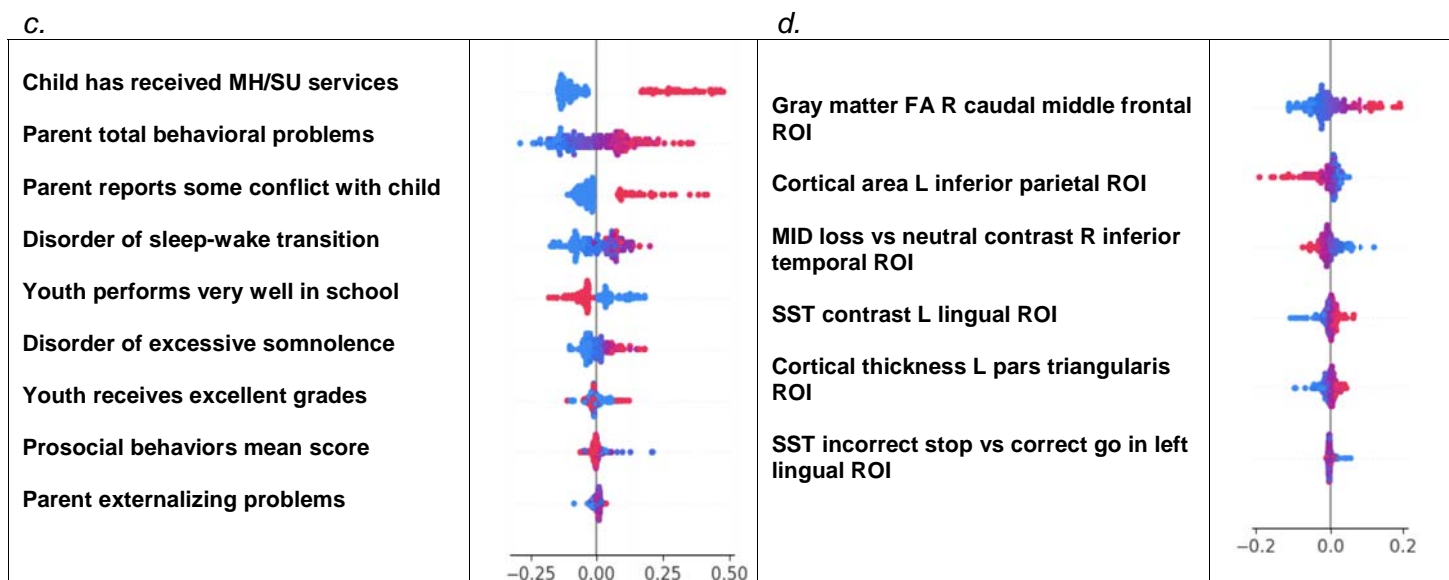 c.
Child has received MH/SU services
Parent total behavioral problems
Parent reports some conflict with child
Disorder of sleep-wake transition
Youth performs very well in school
Disorder of excessive somnolence
Youth receives excellent grades
Prosocial behaviors mean score
Parent externalizing problems
−0.25 0.00 0.25 0.50
d.
Gray matter FA R caudal middle frontal
ROI
Cortical area L inferior parietal ROI
MID loss vs neutral contrast R inferior
temporal ROI
SST contrast L lingual ROI
Cortical thickness L pars triangularis
ROI
SST incorrect stop vs correct go in left
lingual ROI
−0.2 0.0 0.2